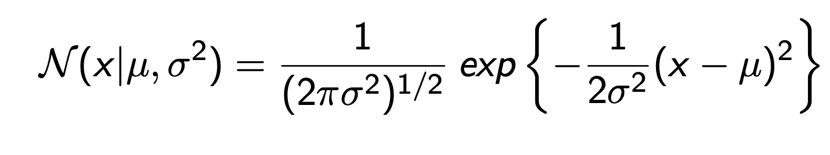 𝒩(x|μ, σ²) = 1/(2πσ²)^{1/2} exp{−1/(2σ²) (x − μ)²}